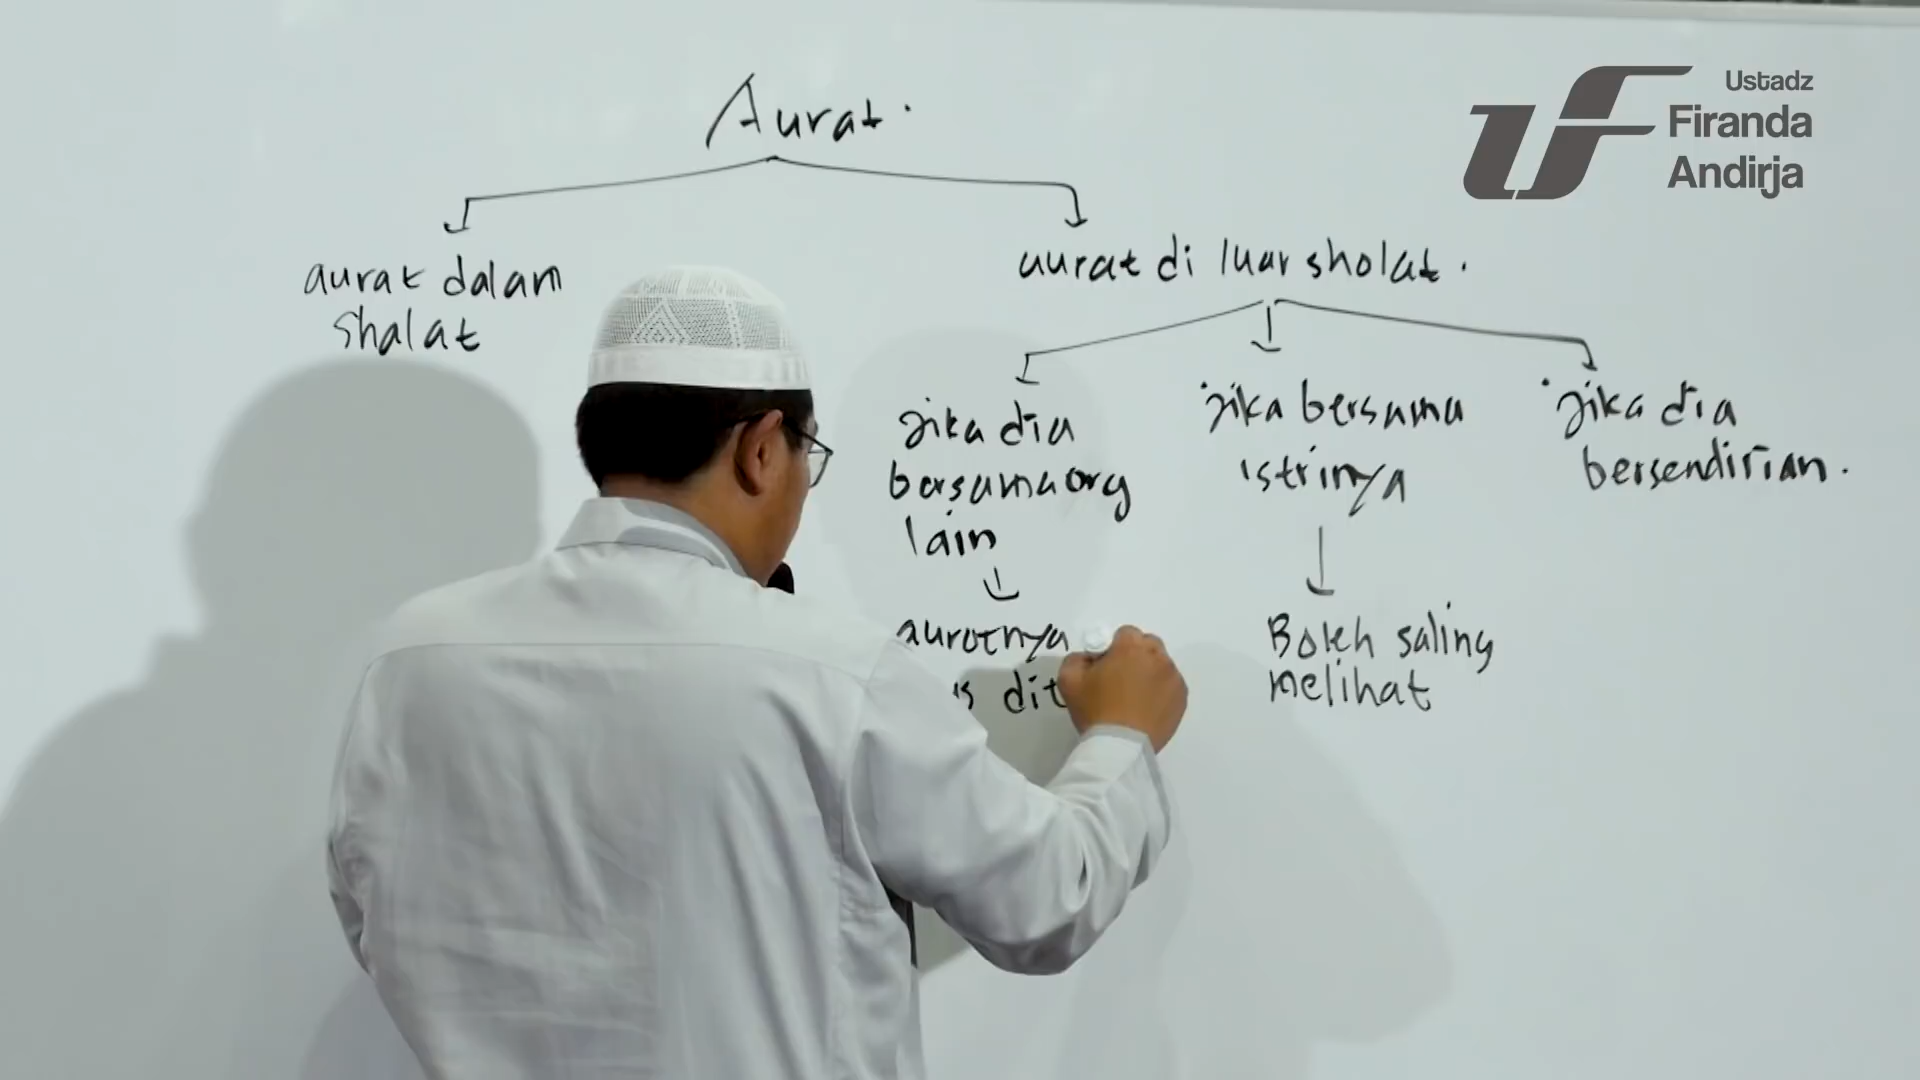 Aurat.
aurat dalam
shalat
aurat di luar sholat.
jika dia
bersama org
lain
aurotnya
dit
jika bersama
istrinya
Boleh saling
melihat
jika dia
bersendirian.
Ustadz
Firanda
Andirja